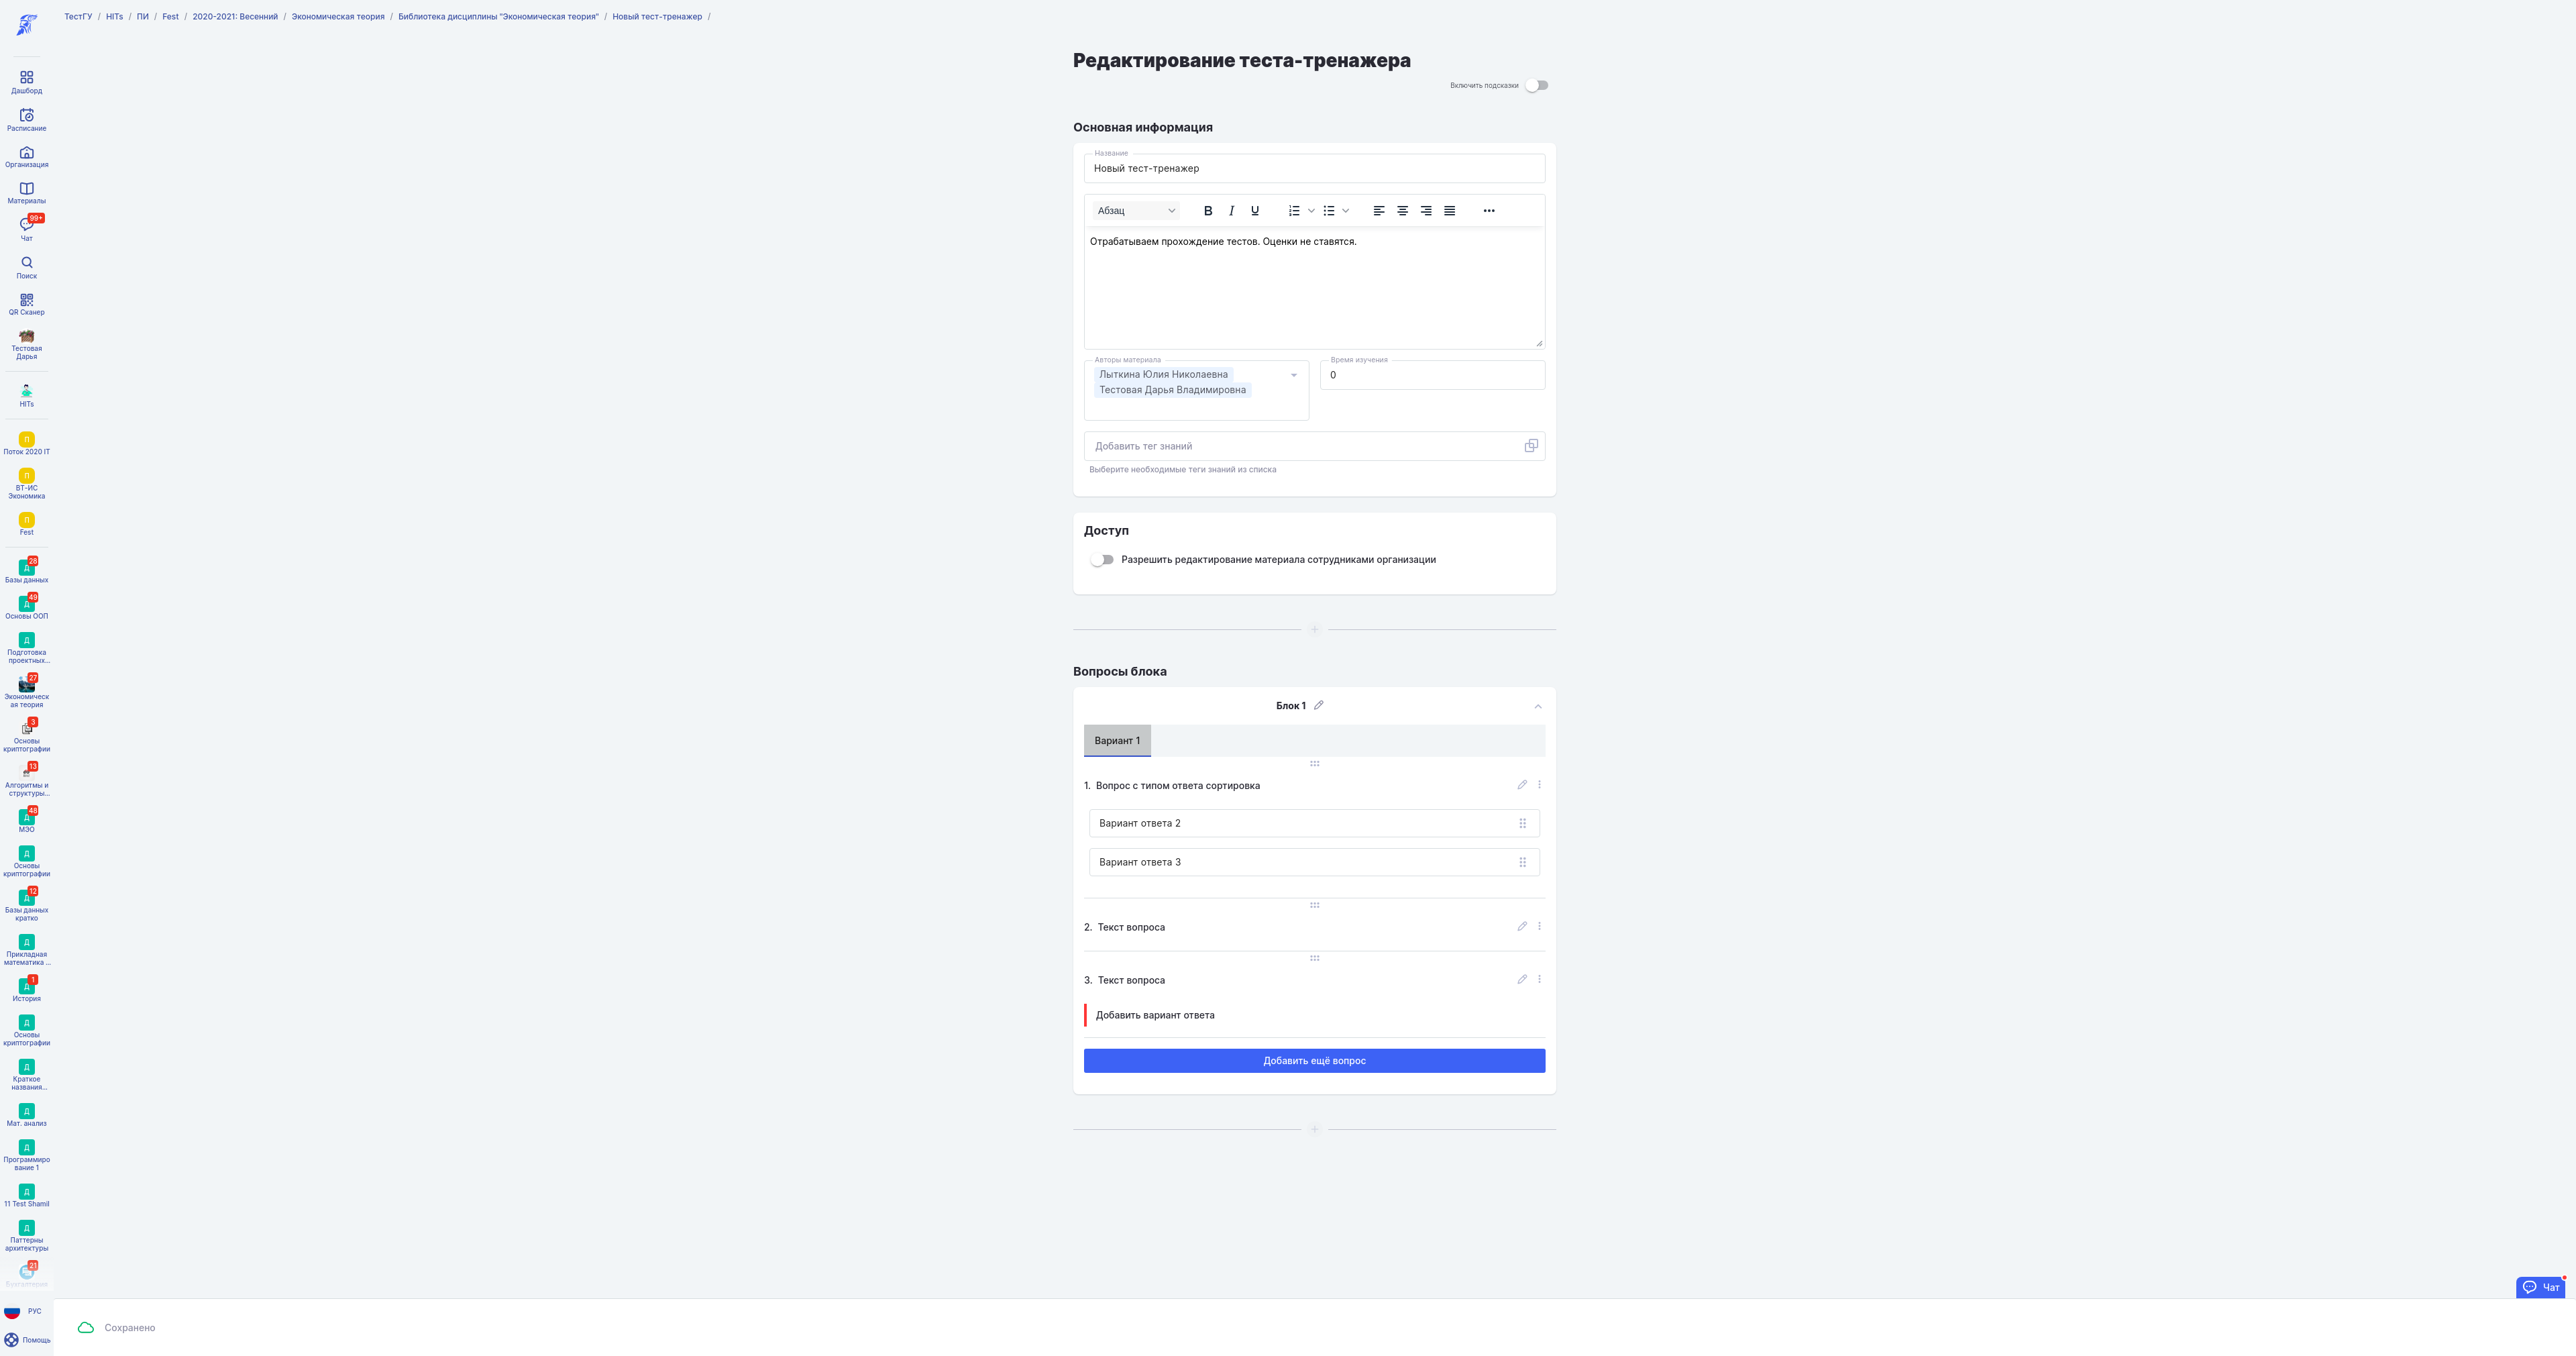 ТестГУ / HITs / ПИ / Fest / 2020-2021: Весенний / Экономическая теория / Библиотека дисциплины "Экономическая теория" / Новый тест-тренажер /
Дашборд
Расписание
Организация
Материалы
99+
Чат
Поиск
QR Сканер
Тестовая
Дарья
HITs
П
Поток 2020 IT
П
ВТ-ИС
Экономика
П
Fest
28
Д
Базы данных
49
Д
Основы ООП
Д
Подготовка
проектных...
27
Экономическ
ая теория
3
Основы
криптографии
13
Алгоритмы и
структуры...
48
Д
МЭО
Д
Основы
криптографии
12
Д
Базы данных
кратко
Д
Прикладная
математика ...
1
Д
История
Д
Основы
криптографии
Д
Краткое
названия...
Д
Мат. анализ
Д
Программиро
вание 1
Д
11 Test Shamil
Д
Паттерны
архитектуры
21
Бухгалтерия
РУС
Помощь
Редактирование теста-тренажера
Включить подсказки
Основная информация
Название
Новый тест-тренажер
Абзац B I U
Отрабатываем прохождение тестов. Оценки не ставятся.
Авторы материала
Лыткина Юлия Николаевна
Тестовая Дарья Владимировна
Время изучения
0
Добавить тег знаний
Выберите необходимые теги знаний из списка
Доступ
Разрешить редактирование материала сотрудниками организации
Вопросы блока
Блок 1
Вариант 1
1. Вопрос с типом ответа сортировка
Вариант ответа 2
Вариант ответа 3
2. Текст вопроса
3. Текст вопроса
Добавить вариант ответа
Добавить ещё вопрос
Чат
Сохранено